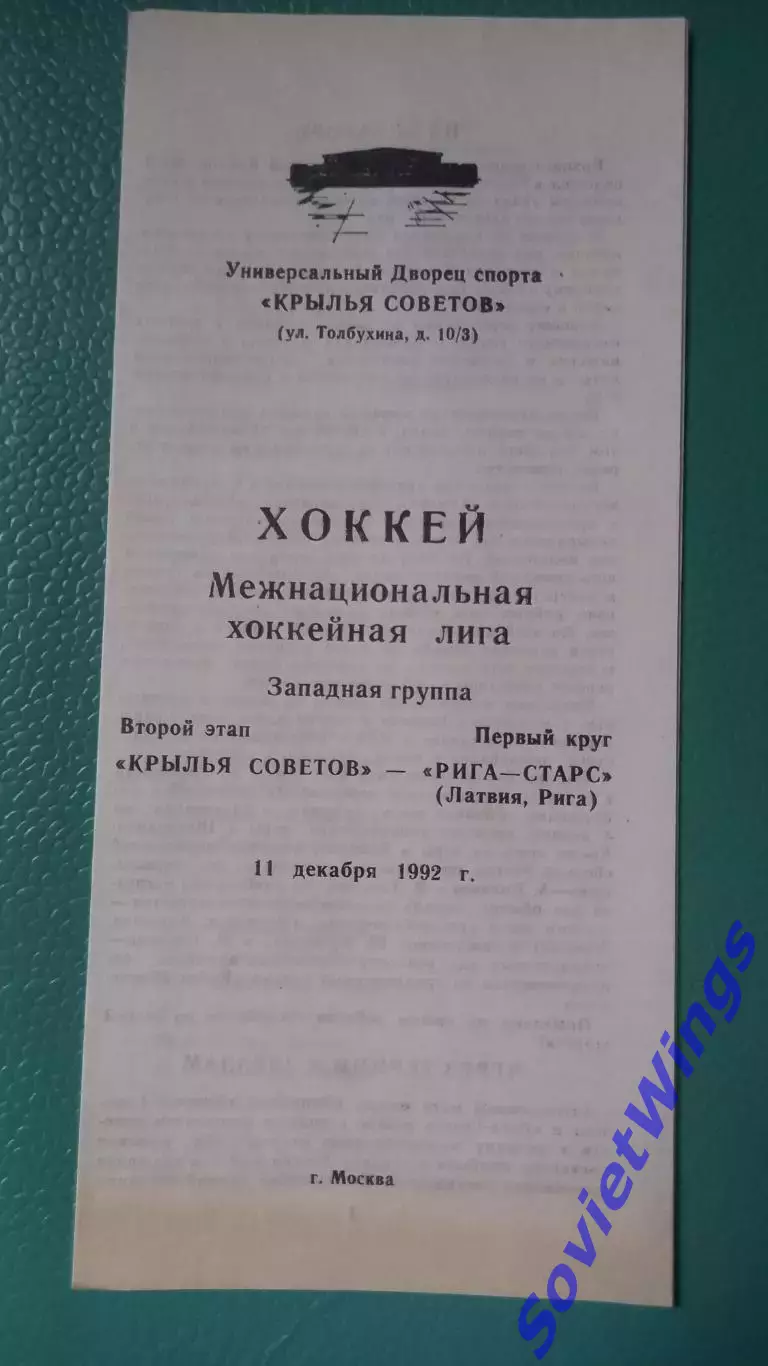 Универсальный Дворец спорта
«КРЫЛЬЯ СОВЕТОВ»
(ул. Толбухина, д. 10/3)
ХОККЕЙ
Межнациональная
хоккейная лига
Западная группа
Второй этап Первый круг
«КРЫЛЬЯ СОВЕТОВ» — «РИГА—СТАРС»
(Латвия, Рига)
11 декабря 1992 г.
г. Москва
SovietWings